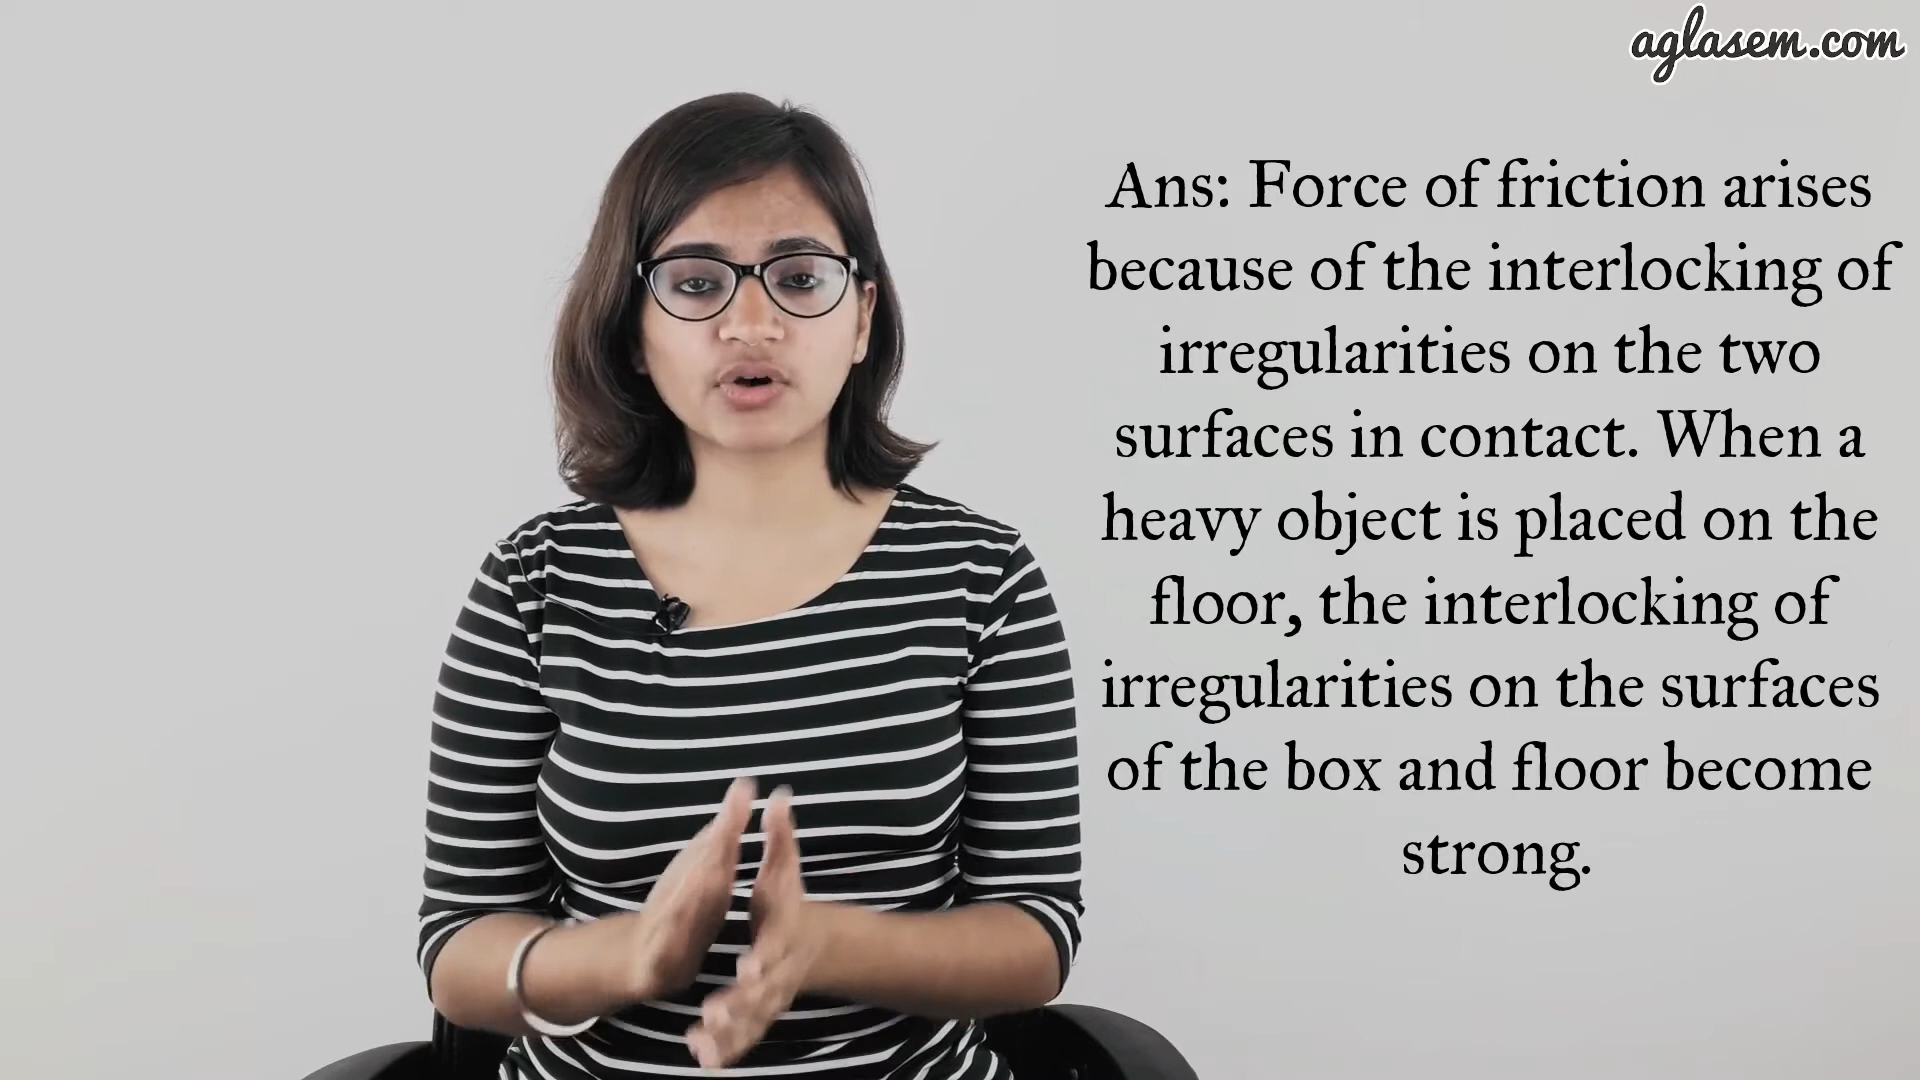 aglasem.com
Ans: Force of friction arises
because of the interlocking of
irregularities on the two
surfaces in contact. When a
heavy object is placed on the
floor, the interlocking of
irregularities on the surfaces
of the box and floor become
strong.